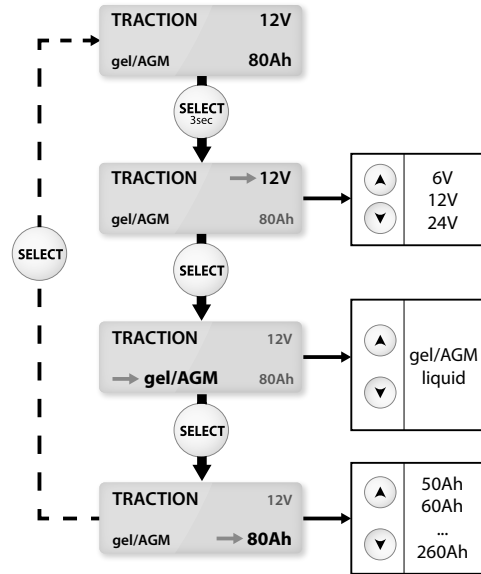 TRACTION 12V
gel/AGM 80Ah
SELECT
3sec
TRACTION 12V
gel/AGM 80Ah
6V
12V
24V
SELECT
SELECT
TRACTION 12V
gel/AGM 80Ah
gel/AGM
liquid
SELECT
TRACTION 12V
gel/AGM 80Ah
50Ah
60Ah
...
260Ah